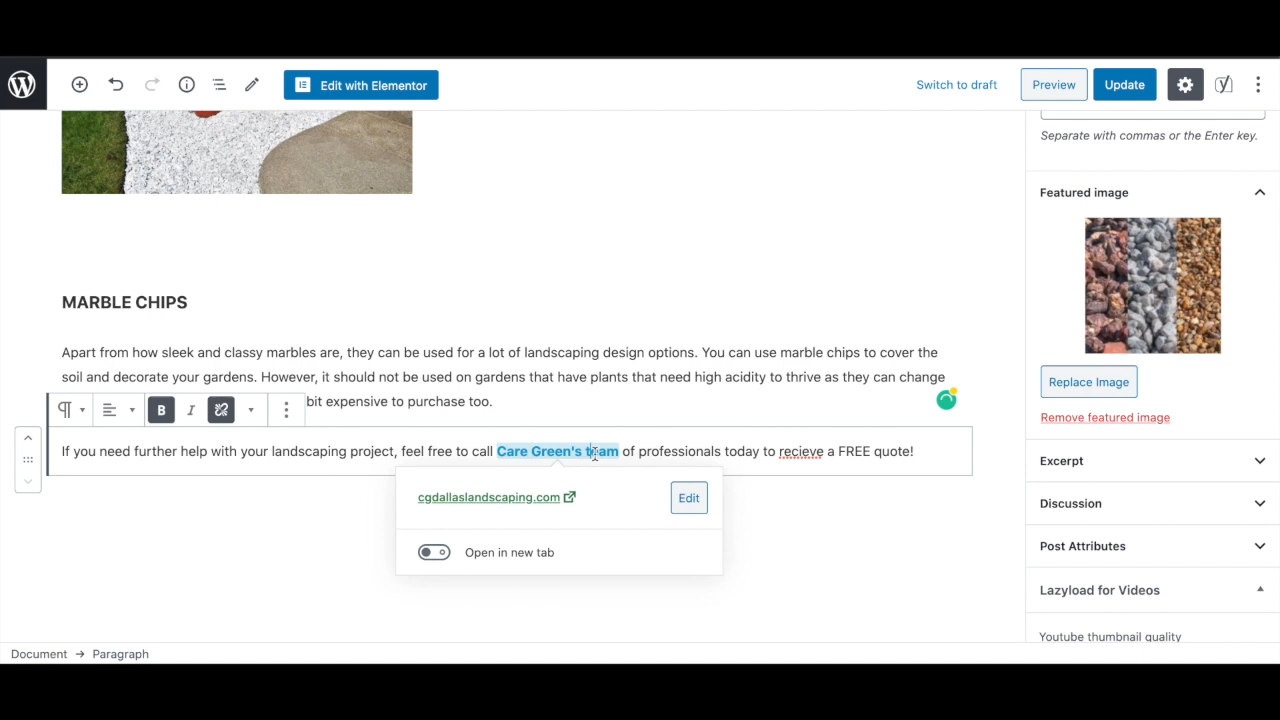 Edit with Elementor
Switch to draft
Preview
Update
Separate with commas or the Enter key.
Featured image
Replace Image
Remove featured image
Excerpt
Discussion
Post Attributes
Lazyload for Videos
Youtube thumbnail quality
MARBLE CHIPS
Apart from how sleek and classy marbles are, they can be used for a lot of landscaping design options. You can use marble chips to cover the
soil and decorate your gardens. However, it should not be used on gardens that have plants that need high acidity to thrive as they can change
bit expensive to purchase too.
B I
If you need further help with your landscaping project, feel free to call Care Green's team of professionals today to recieve a FREE quote!
cgdallaslandscaping.com
Edit
Open in new tab
Document → Paragraph